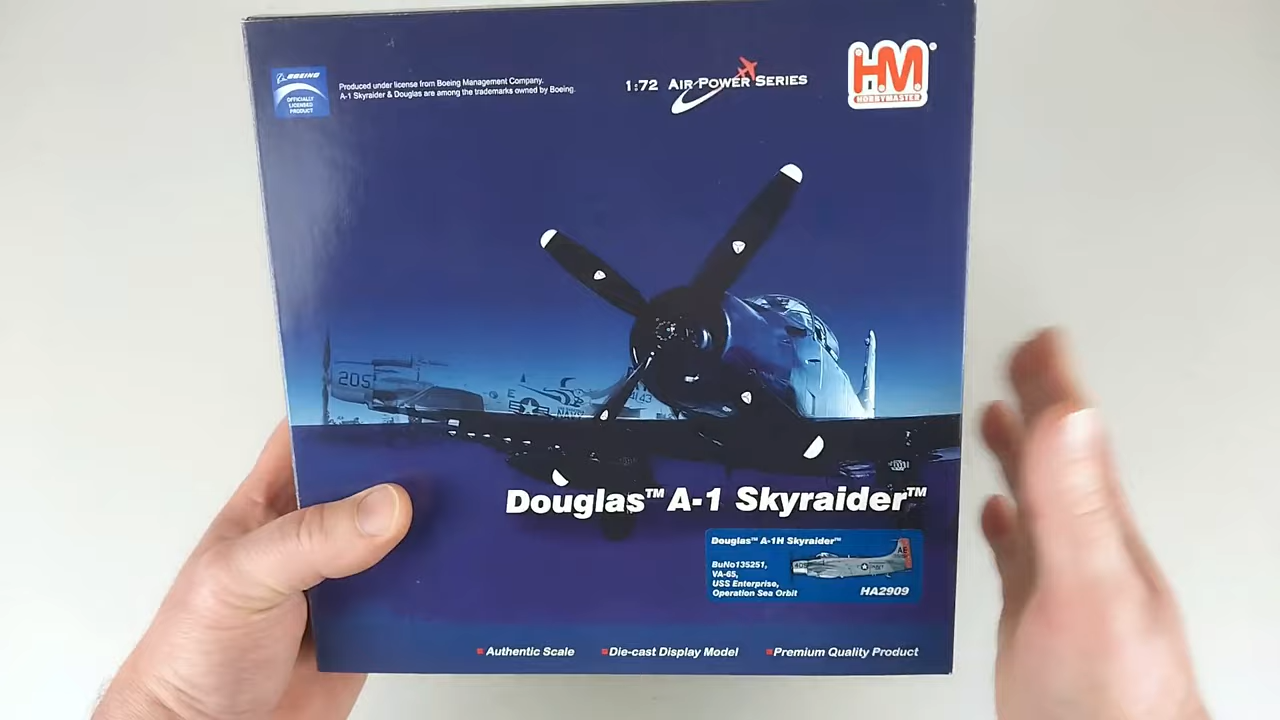 BOEING
OFFICIALLY
LICENSED
PRODUCT
Produced under license from Boeing Management Company.
A-1 Skyraider & Douglas are among the trademarks owned by Boeing.
1:72 AIR POWER SERIES
HM®
HOBBYMASTER
205
E
NAVY
Douglas™ A-1 Skyraider™
Douglas™ A-1H Skyraider™
AE
BuNo135251,
VA-65,
USS Enterprise,
Operation Sea Orbit
HA2909
Authentic Scale
Die-cast Display Model
Premium Quality Product